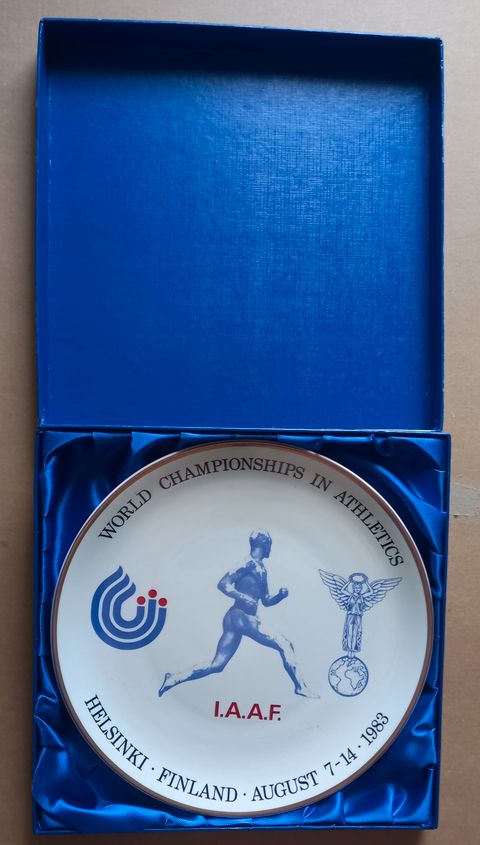 WORLD CHAMPIONSHIPS IN ATHLETICS
I.A.A.F.
HELSINKI · FINLAND · AUGUST 7-14 · 1983